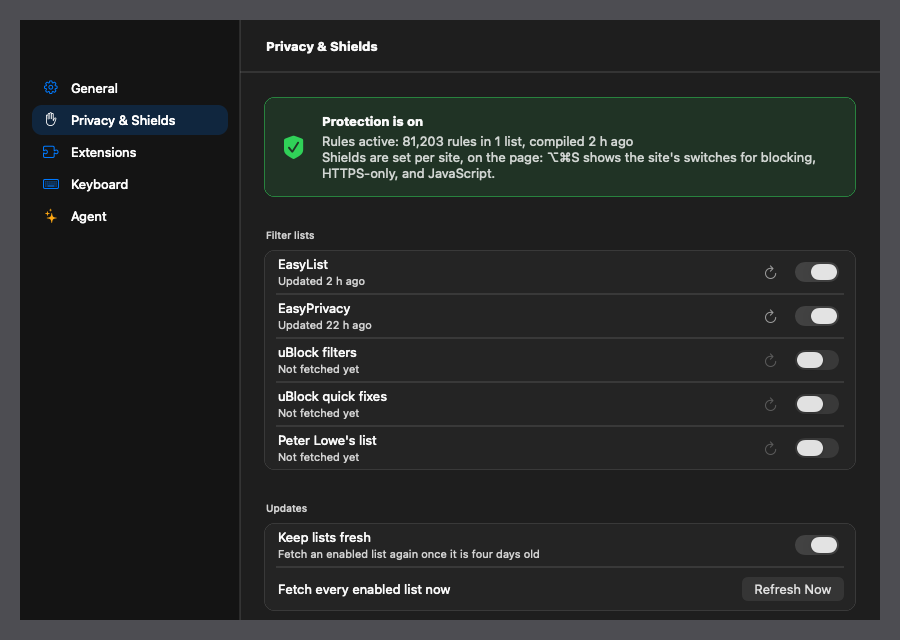 Privacy & Shields
General
Privacy & Shields
Extensions
Keyboard
Agent
Protection is on
Rules active: 81,203 rules in 1 list, compiled 2 h ago
Shields are set per site, on the page: ⌥⌘S shows the site's switches for blocking,
HTTPS-only, and JavaScript.
Filter lists
EasyList
Updated 2 h ago
EasyPrivacy
Updated 22 h ago
uBlock filters
Not fetched yet
uBlock quick fixes
Not fetched yet
Peter Lowe's list
Not fetched yet
Updates
Keep lists fresh
Fetch an enabled list again once it is four days old
Fetch every enabled list now
Refresh Now